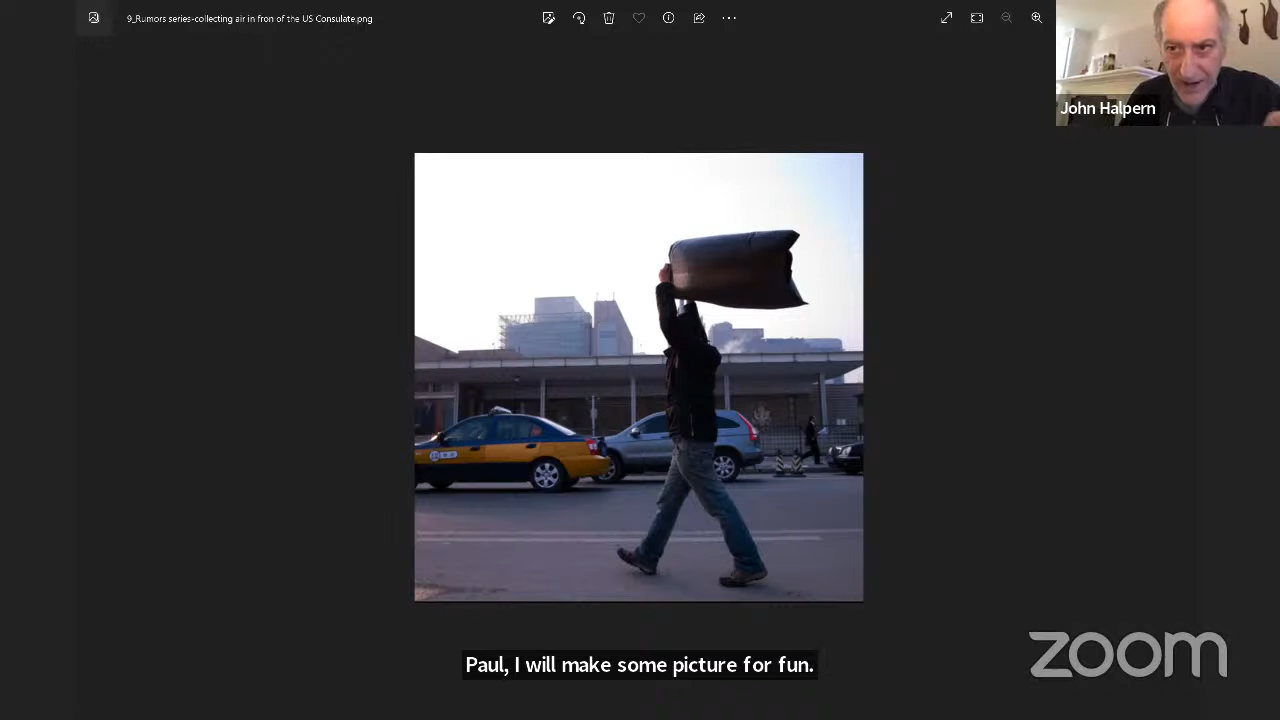 9_Rumors series-collecting air in fron of the US Consulate.png
John Halpern
Paul, I will make some picture for fun.
zoom